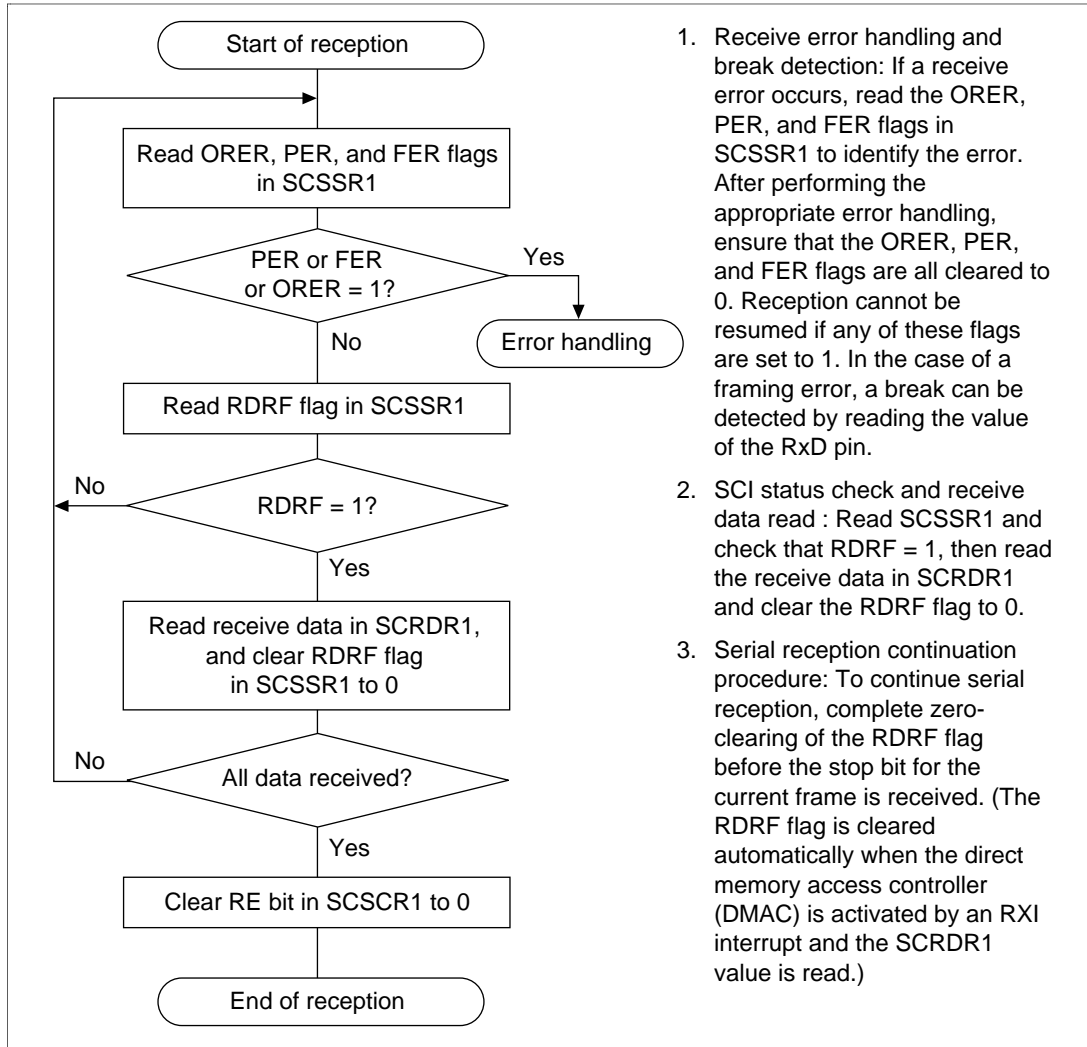 Start of reception
Read ORER, PER, and FER flags
in SCSSR1
PER or FER
or ORER = 1?
Yes
Error handling
No
Read RDRF flag in SCSSR1
No
RDRF = 1?
Yes
Read receive data in SCRDR1,
and clear RDRF flag
in SCSSR1 to 0
No
All data received?
Yes
Clear RE bit in SCSCR1 to 0
End of reception
1. Receive error handling and
break detection: If a receive
error occurs, read the ORER,
PER, and FER flags in
SCSSR1 to identify the error.
After performing the
appropriate error handling,
ensure that the ORER, PER,
and FER flags are all cleared to
0. Reception cannot be
resumed if any of these flags
are set to 1. In the case of a
framing error, a break can be
detected by reading the value
of the RxD pin.
2. SCI status check and receive
data read : Read SCSSR1 and
check that RDRF = 1, then read
the receive data in SCRDR1
and clear the RDRF flag to 0.
3. Serial reception continuation
procedure: To continue serial
reception, complete zero-
clearing of the RDRF flag
before the stop bit for the
current frame is received. (The
RDRF flag is cleared
automatically when the direct
memory access controller
(DMAC) is activated by an RXI
interrupt and the SCRDR1
value is read.)